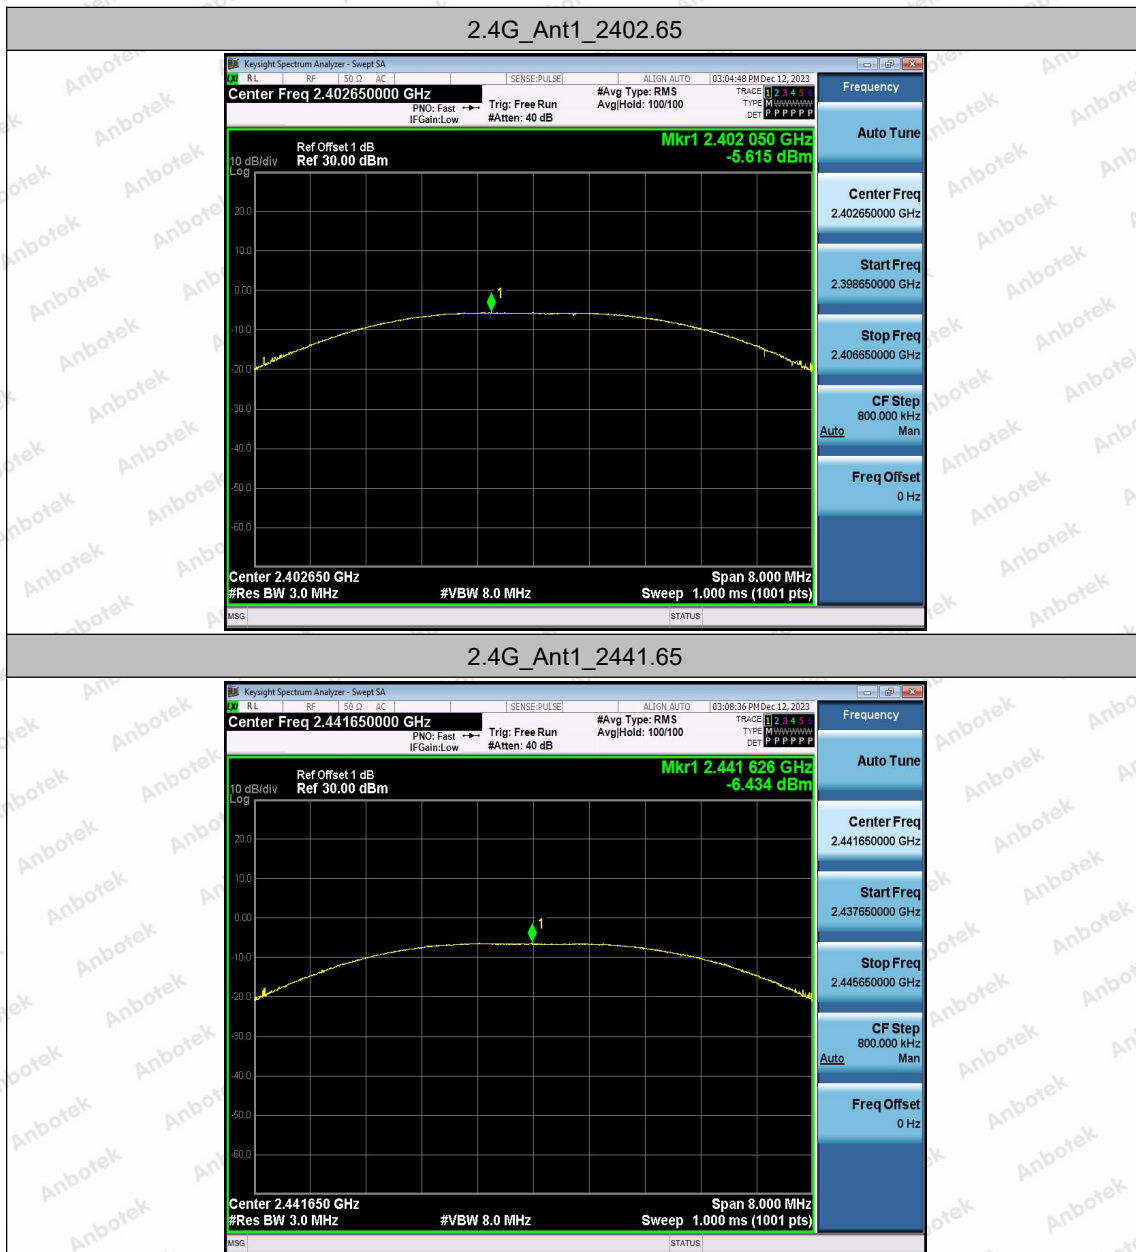 2.4G_Ant1_2402.65
Keysight Spectrum Analyzer - Swept SA
LXI RL RF 50 Ω AC SENSE:PULSE ALIGN AUTO 03:04:48 PM Dec 12, 2023
Center Freq 2.402650000 GHz
PNO: Fast
IFGain:Low
Trig: Free Run
#Atten: 40 dB
#Avg Type: RMS
Avg|Hold: 100/100
TRACE 1 2 3 4 5 6
TYPE M W W W W W
DET P P P P P P
Mkr1 2.402 050 GHz
-5.615 dBm
Ref Offset 1 dB
10 dB/div Ref 30.00 dBm
Log
20.0
10.0
0.00
-10.0
-20.0
-30.0
-40.0
-50.0
-60.0
1
Center 2.402650 GHz Span 8.000 MHz
#Res BW 3.0 MHz #VBW 8.0 MHz Sweep 1.000 ms (1001 pts)
MSG STATUS
Frequency
Auto Tune
Center Freq
2.402650000 GHz
Start Freq
2.398650000 GHz
Stop Freq
2.406650000 GHz
CF Step
800.000 kHz
Auto Man
Freq Offset
0 Hz
2.4G_Ant1_2441.65
Keysight Spectrum Analyzer - Swept SA
LXI RL RF 50 Ω AC SENSE:PULSE ALIGN AUTO 03:08:36 PM Dec 12, 2023
Center Freq 2.441650000 GHz
PNO: Fast
IFGain:Low
Trig: Free Run
#Atten: 40 dB
#Avg Type: RMS
Avg|Hold: 100/100
TRACE 1 2 3 4 5 6
TYPE M W W W W W
DET P P P P P P
Mkr1 2.441 626 GHz
-6.434 dBm
Ref Offset 1 dB
10 dB/div Ref 30.00 dBm
Log
20.0
10.0
0.00
-10.0
-20.0
-30.0
-40.0
-50.0
-60.0
1
Center 2.441650 GHz Span 8.000 MHz
#Res BW 3.0 MHz #VBW 8.0 MHz Sweep 1.000 ms (1001 pts)
MSG STATUS
Frequency
Auto Tune
Center Freq
2.441650000 GHz
Start Freq
2.437650000 GHz
Stop Freq
2.445650000 GHz
CF Step
800.000 kHz
Auto Man
Freq Offset
0 Hz
Anbotek